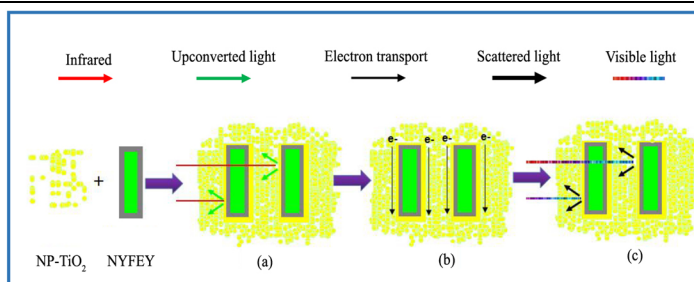 Infrared Upconverted light Electron transport Scattered light Visible light
e- e- e- e-
+
NP-TiO₂ NYFEY (a) (b) (c)